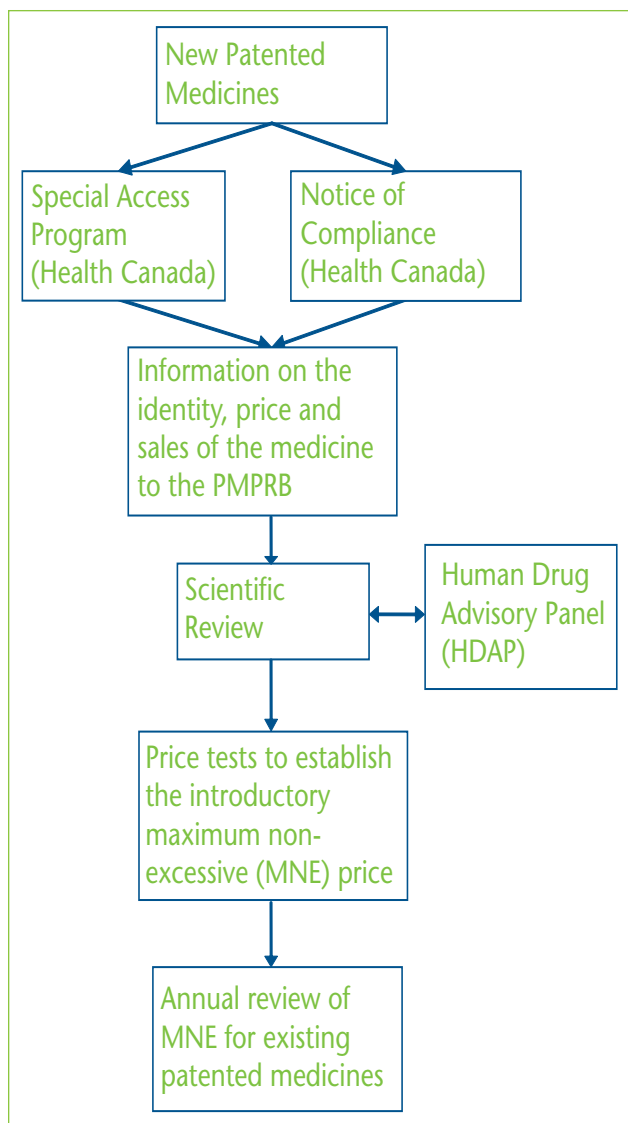 New Patented
Medicines
Special Access
Program
(Health Canada)
Notice of
Compliance
(Health Canada)
Information on the
identity, price and
sales of the medicine
to the PMPRB
Scientific
Review
Human Drug
Advisory Panel
(HDAP)
Price tests to establish
the introductory
maximum non-
excessive (MNE) price
Annual review of
MNE for existing
patented medicines